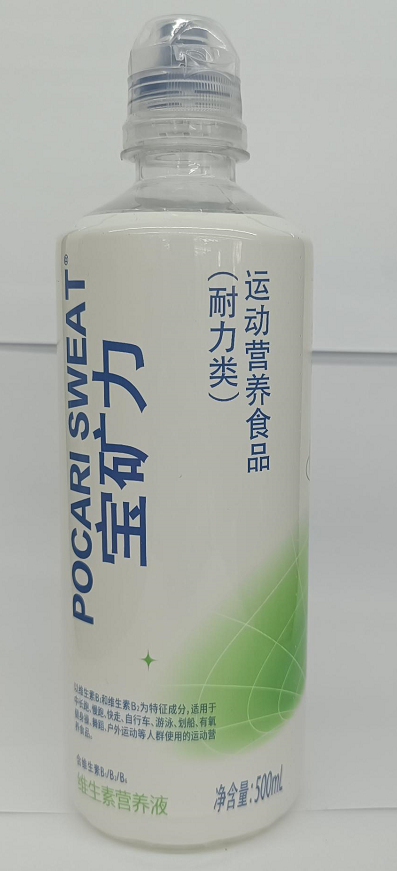 POCARI SWEAT®
宝矿力
运动营养食品
（耐力类）
以维生素B₁和维生素B₂为特征成分，适用于
中长跑、慢跑、快走、自行车、游泳、划船、有氧
健身操、舞蹈、户外运动等人群使用的运动营
养食品。
含维生素B₁/B₂/B₆
维生素营养液
净含量：500mL